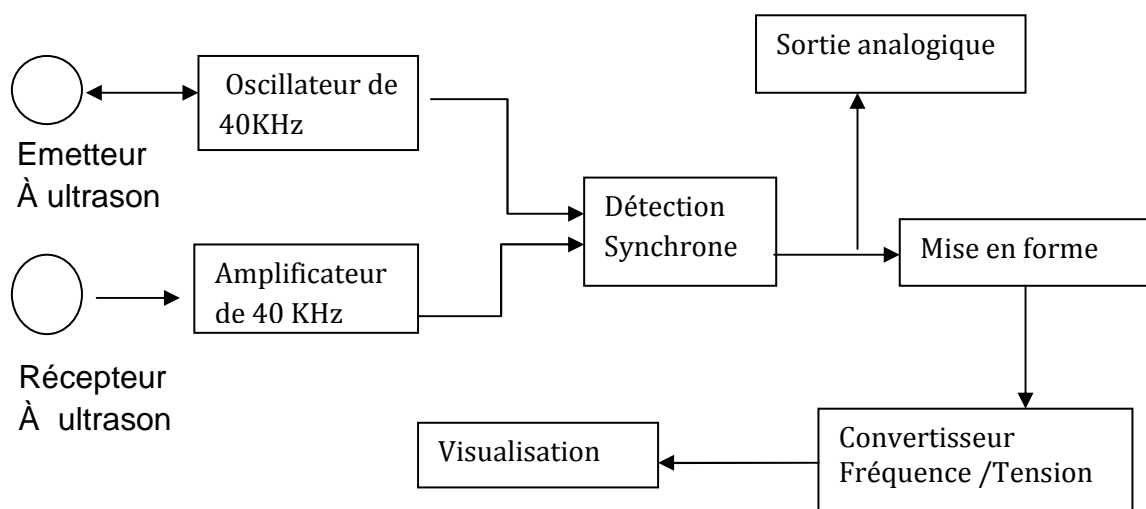 Sortie analogique
Oscillateur de
40KHz
Emetteur
À ultrason
Détection
Synchrone
Mise en forme
Amplificateur
de 40 KHz
Récepteur
À ultrason
Convertisseur
Fréquence /Tension
Visualisation